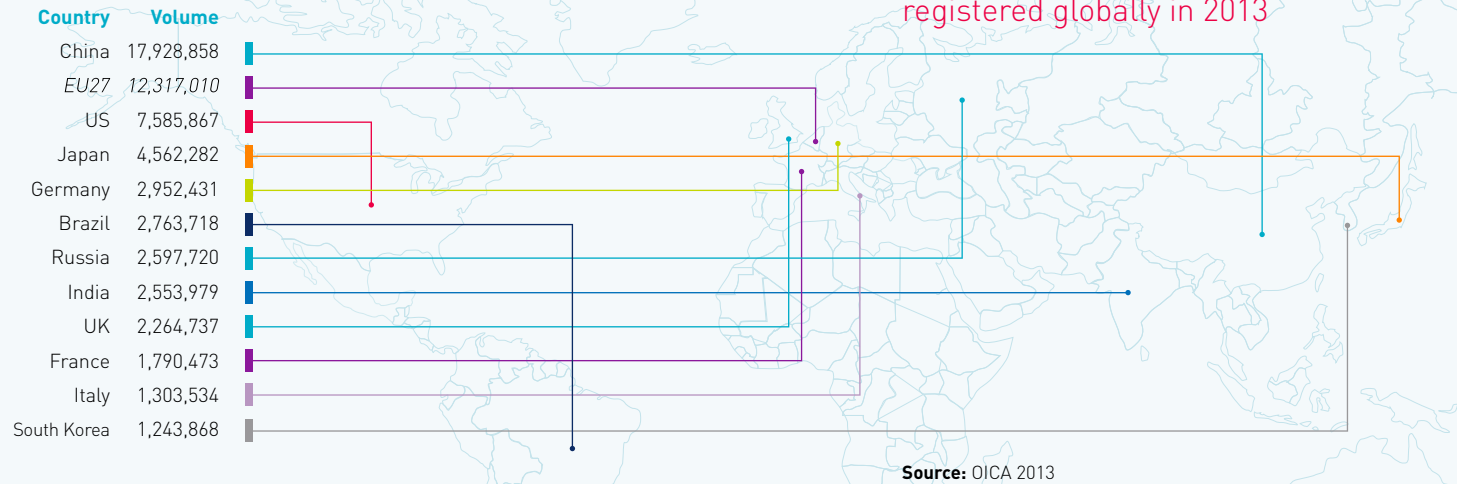 registered globally in 2013
Country Volume
China 17,928,858
EU27 12,317,010
US 7,585,867
Japan 4,562,282
Germany 2,952,431
Brazil 2,763,718
Russia 2,597,720
India 2,553,979
UK 2,264,737
France 1,790,473
Italy 1,303,534
South Korea 1,243,868
Source: OICA 2013